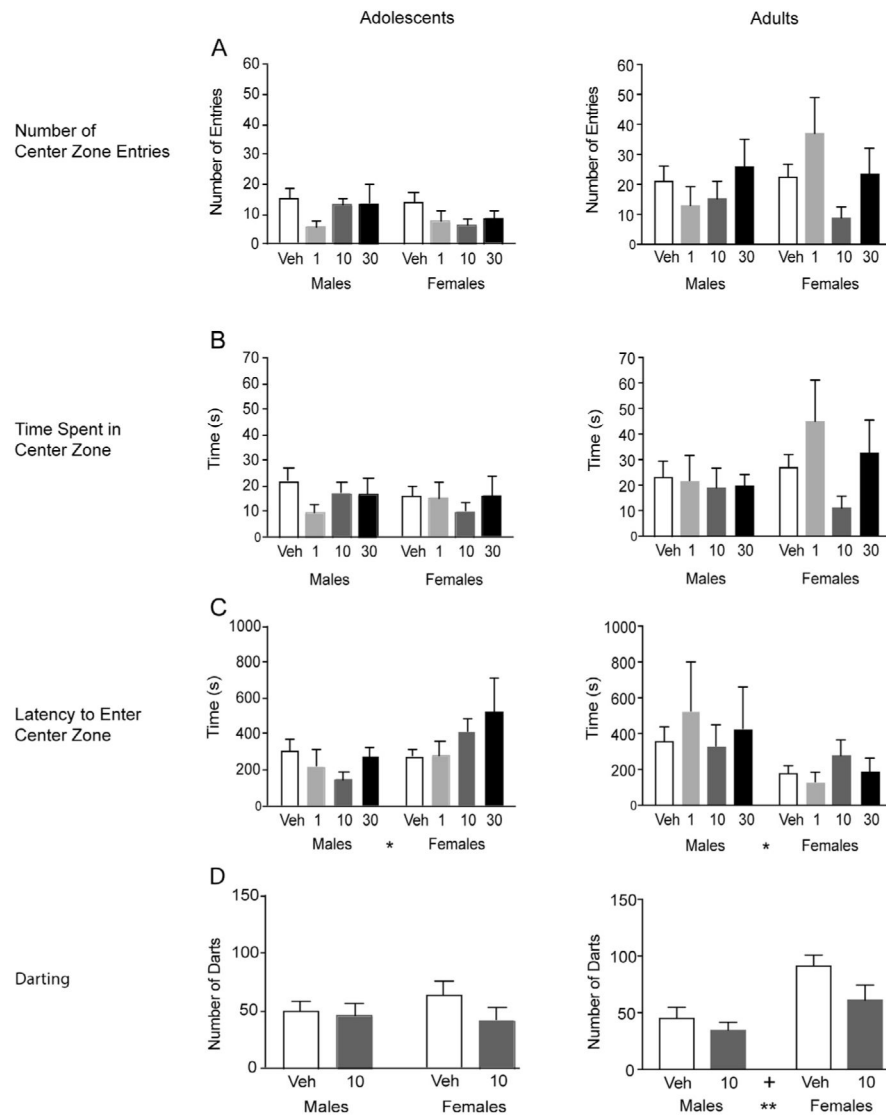 Adolescents
Adults
A
Number of
Center Zone Entries
Number of Entries
60
50
40
30
20
10
0
Veh 1 10 30 Veh 1 10 30
Males Females
Number of Entries
60
50
40
30
20
10
0
Veh 1 10 30 Veh 1 10 30
Males Females
B
Time Spent in
Center Zone
Time (s)
70
60
50
40
30
20
10
0
Veh 1 10 30 Veh 1 10 30
Males Females
Time (s)
70
60
50
40
30
20
10
0
Veh 1 10 30 Veh 1 10 30
Males Females
C
Latency to Enter
Center Zone
Time (s)
1000
800
600
400
200
0
Veh 1 10 30 Veh 1 10 30
Males * Females
Time (s)
1000
800
600
400
200
0
Veh 1 10 30 Veh 1 10 30
Males * Females
D
Darting
Number of Darts
150
100
50
0
Veh 10 Veh 10
Males Females
Number of Darts
150
100
50
0
Veh 10 + Veh 10
Males ** Females